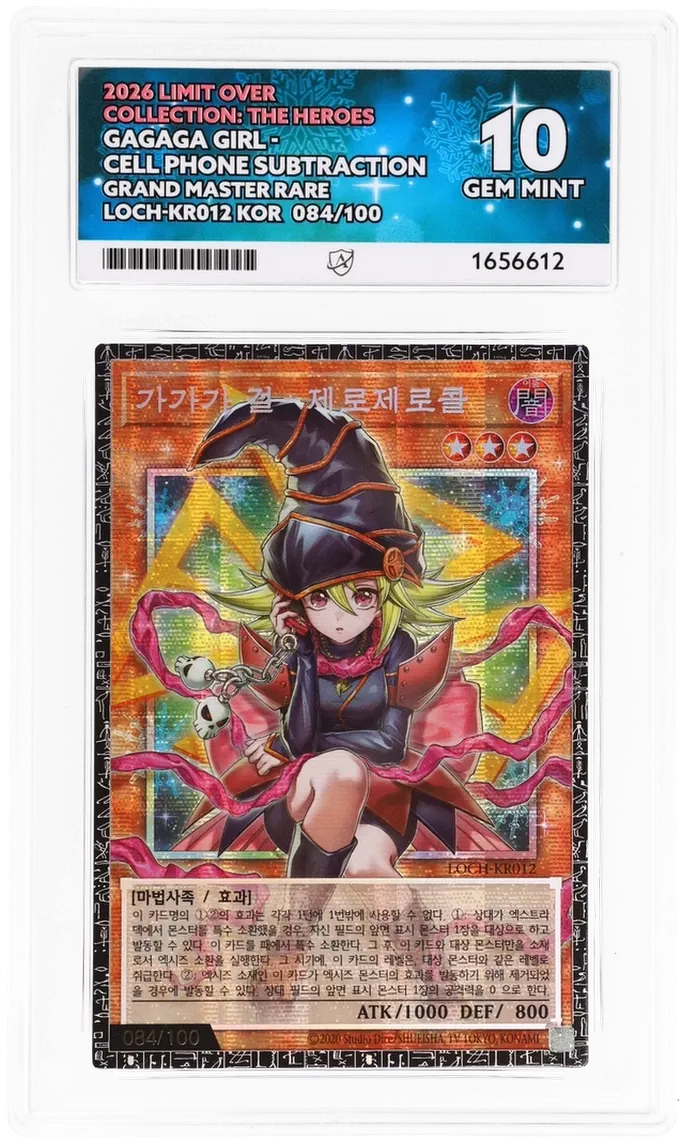 2026 LIMIT OVER
COLLECTION: THE HEROES
GAGAGA GIRL -
CELL PHONE SUBTRACTION
GRAND MASTER RARE
LOCH-KR012 KOR 084/100
10
GEM MINT
1656612
가가가 걸 - 제로제로콜
어둠
闇
LOCH-KR012
[마법사족 / 효과]
이 카드명의 ①②의 효과는 각각 1턴에 1번밖에 사용할 수 없다. ①: 상대가 엑스트라
덱에서 몬스터를 특수 소환했을 경우, 자신 필드의 앞면 표시 몬스터 1장을 대상으로 하고
발동할 수 있다. 이 카드를 패에서 특수 소환한다. 그 후, 이 카드와 대상 몬스터만을 소재
로서 엑시즈 소환을 실행한다. 그 시기에, 이 카드의 레벨은, 대상 몬스터와 같은 레벨로
취급한다. ②: 엑시즈 소재인 이 카드가 엑시즈 몬스터의 효과를 발동하기 위해 제거되었
을 경우에 발동할 수 있다. 상대 필드의 앞면 표시 몬스터 1장의 공격력을 0 으로 한다.
ATK/1000 DEF/ 800
084/100
©2020 Studio Dice/SHUEISHA, TV TOKYO, KONAMI